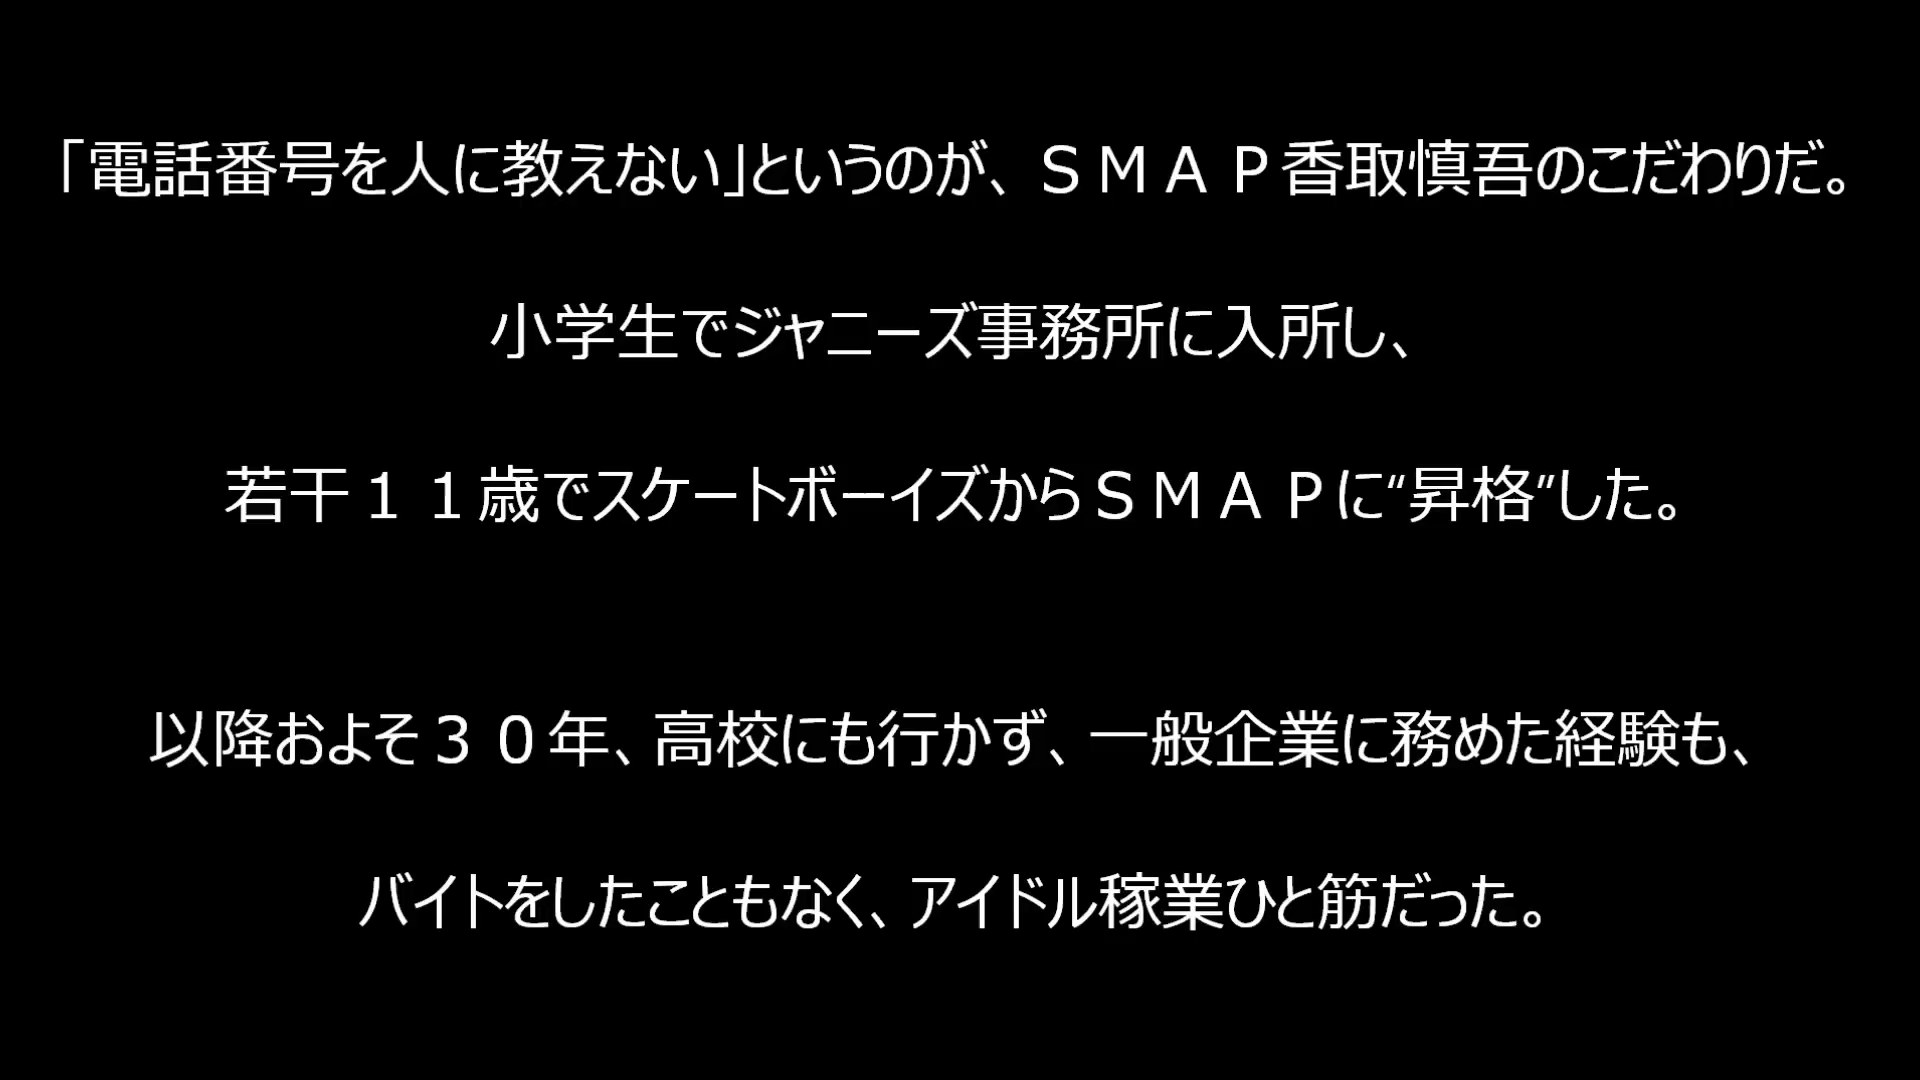 「電話番号を人に教えない」というのが、ＳＭＡＰ香取慎吾のこだわりだ。
小学生でジャニーズ事務所に入所し、
若干１１歳でスケートボーイズからＳＭＡＰに“昇格”した。
以降およそ３０年、高校にも行かず、一般企業に務めた経験も、
バイトをしたこともなく、アイドル稼業ひと筋だった。